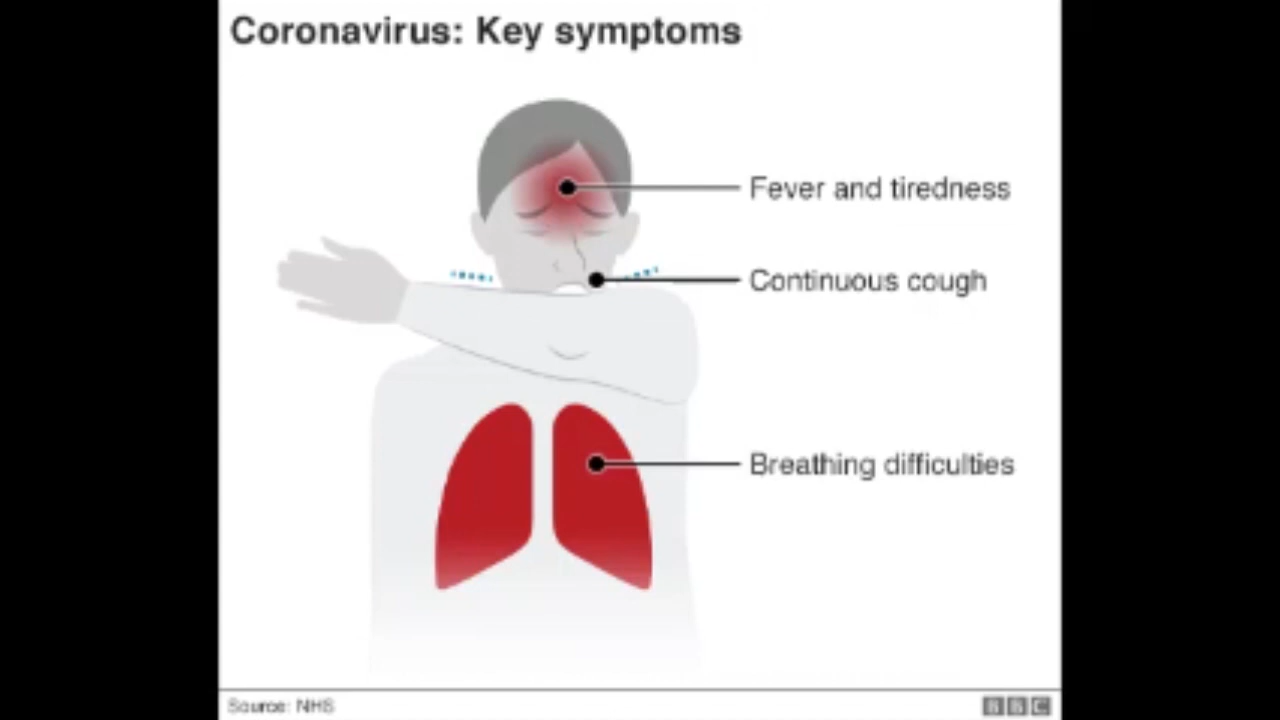 Coronavirus: Key symptoms
Fever and tiredness
Continuous cough
Breathing difficulties
Source: NHS
BBC